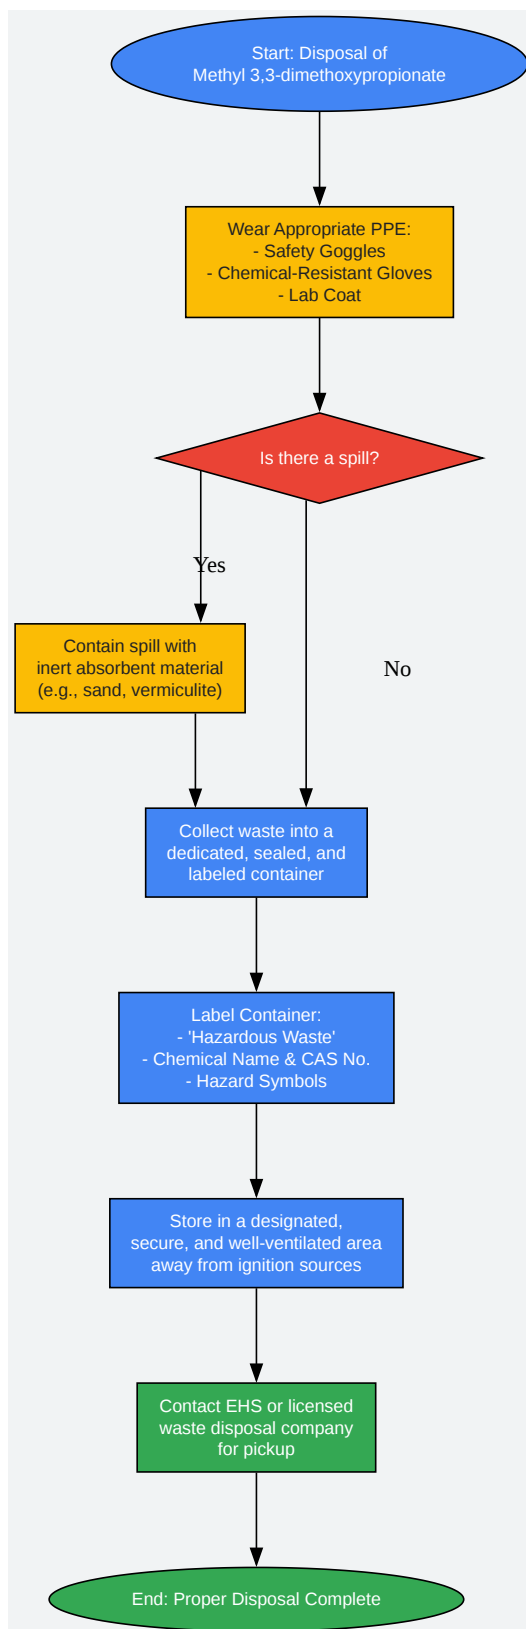 Start: Disposal of
Methyl 3,3-dimethoxypropionate
Wear Appropriate PPE:
- Safety Goggles
- Chemical-Resistant Gloves
- Lab Coat
Is there a spill?
Yes
Contain spill with
inert absorbent material
(e.g., sand, vermiculite)
No
Collect waste into a
dedicated, sealed, and
labeled container
Label Container:
- 'Hazardous Waste'
- Chemical Name & CAS No.
- Hazard Symbols
Store in a designated,
secure, and well-ventilated area
away from ignition sources
Contact EHS or licensed
waste disposal company
for pickup
End: Proper Disposal Complete